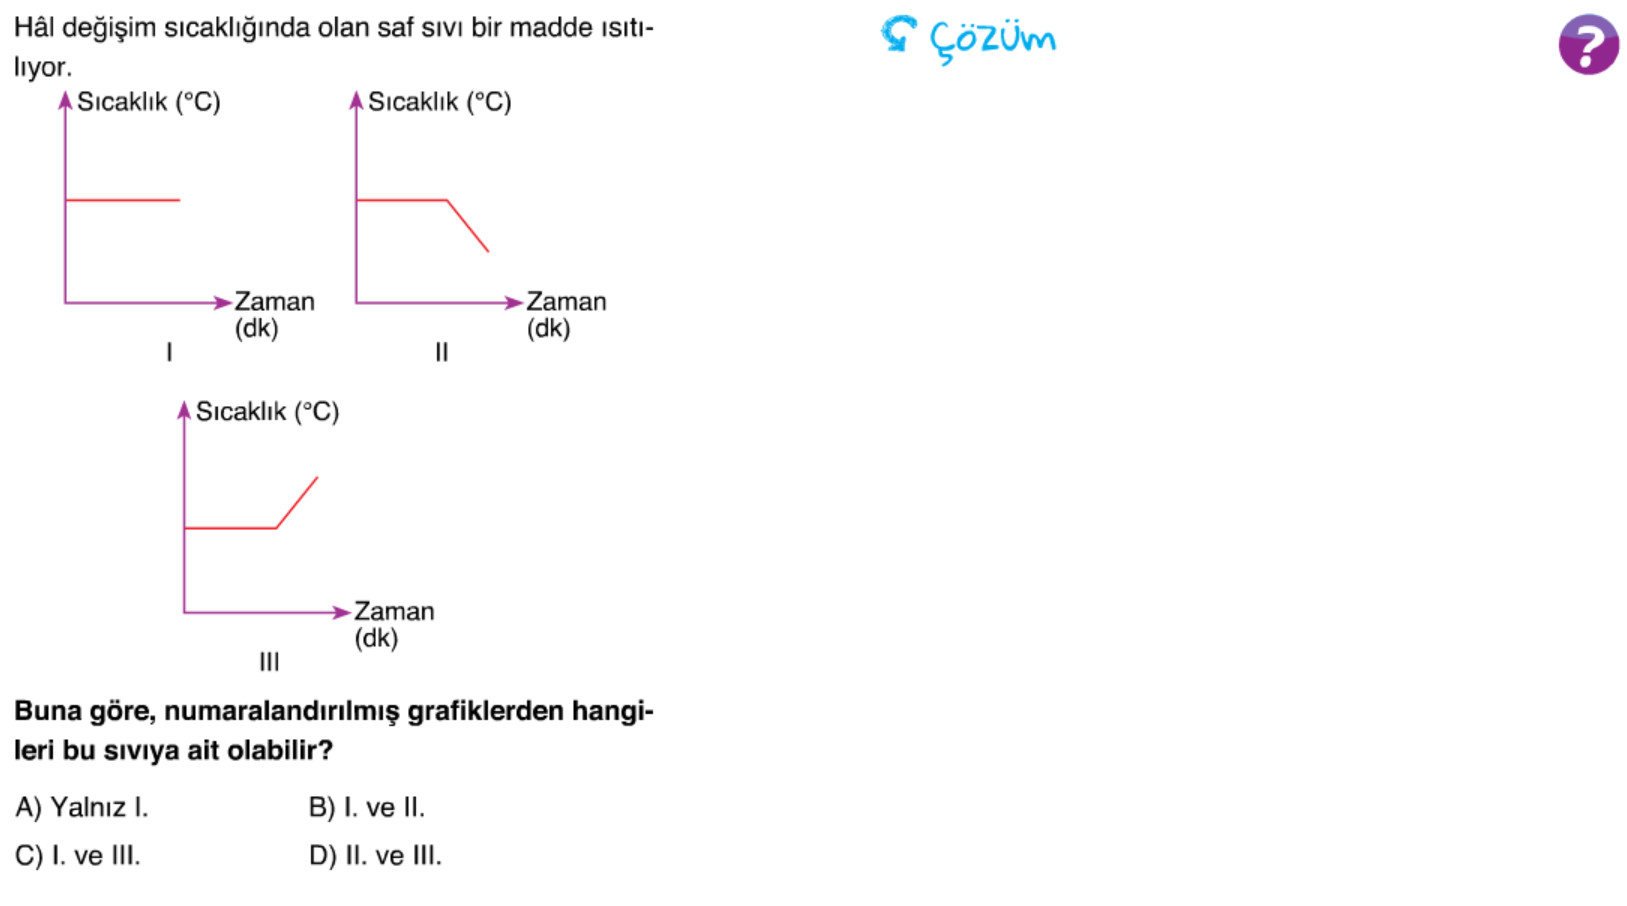 Hâl değişim sıcaklığında olan saf sıvı bir madde ısıtı-
lıyor.
Çözüm
?
Sıcaklık (°C)
Zaman
(dk)
I
Sıcaklık (°C)
Zaman
(dk)
II
Sıcaklık (°C)
Zaman
(dk)
III
Buna göre, numaralandırılmış grafiklerden hangi-
leri bu sıvıya ait olabilir?
A) Yalnız I.
B) I. ve II.
C) I. ve III.
D) II. ve III.